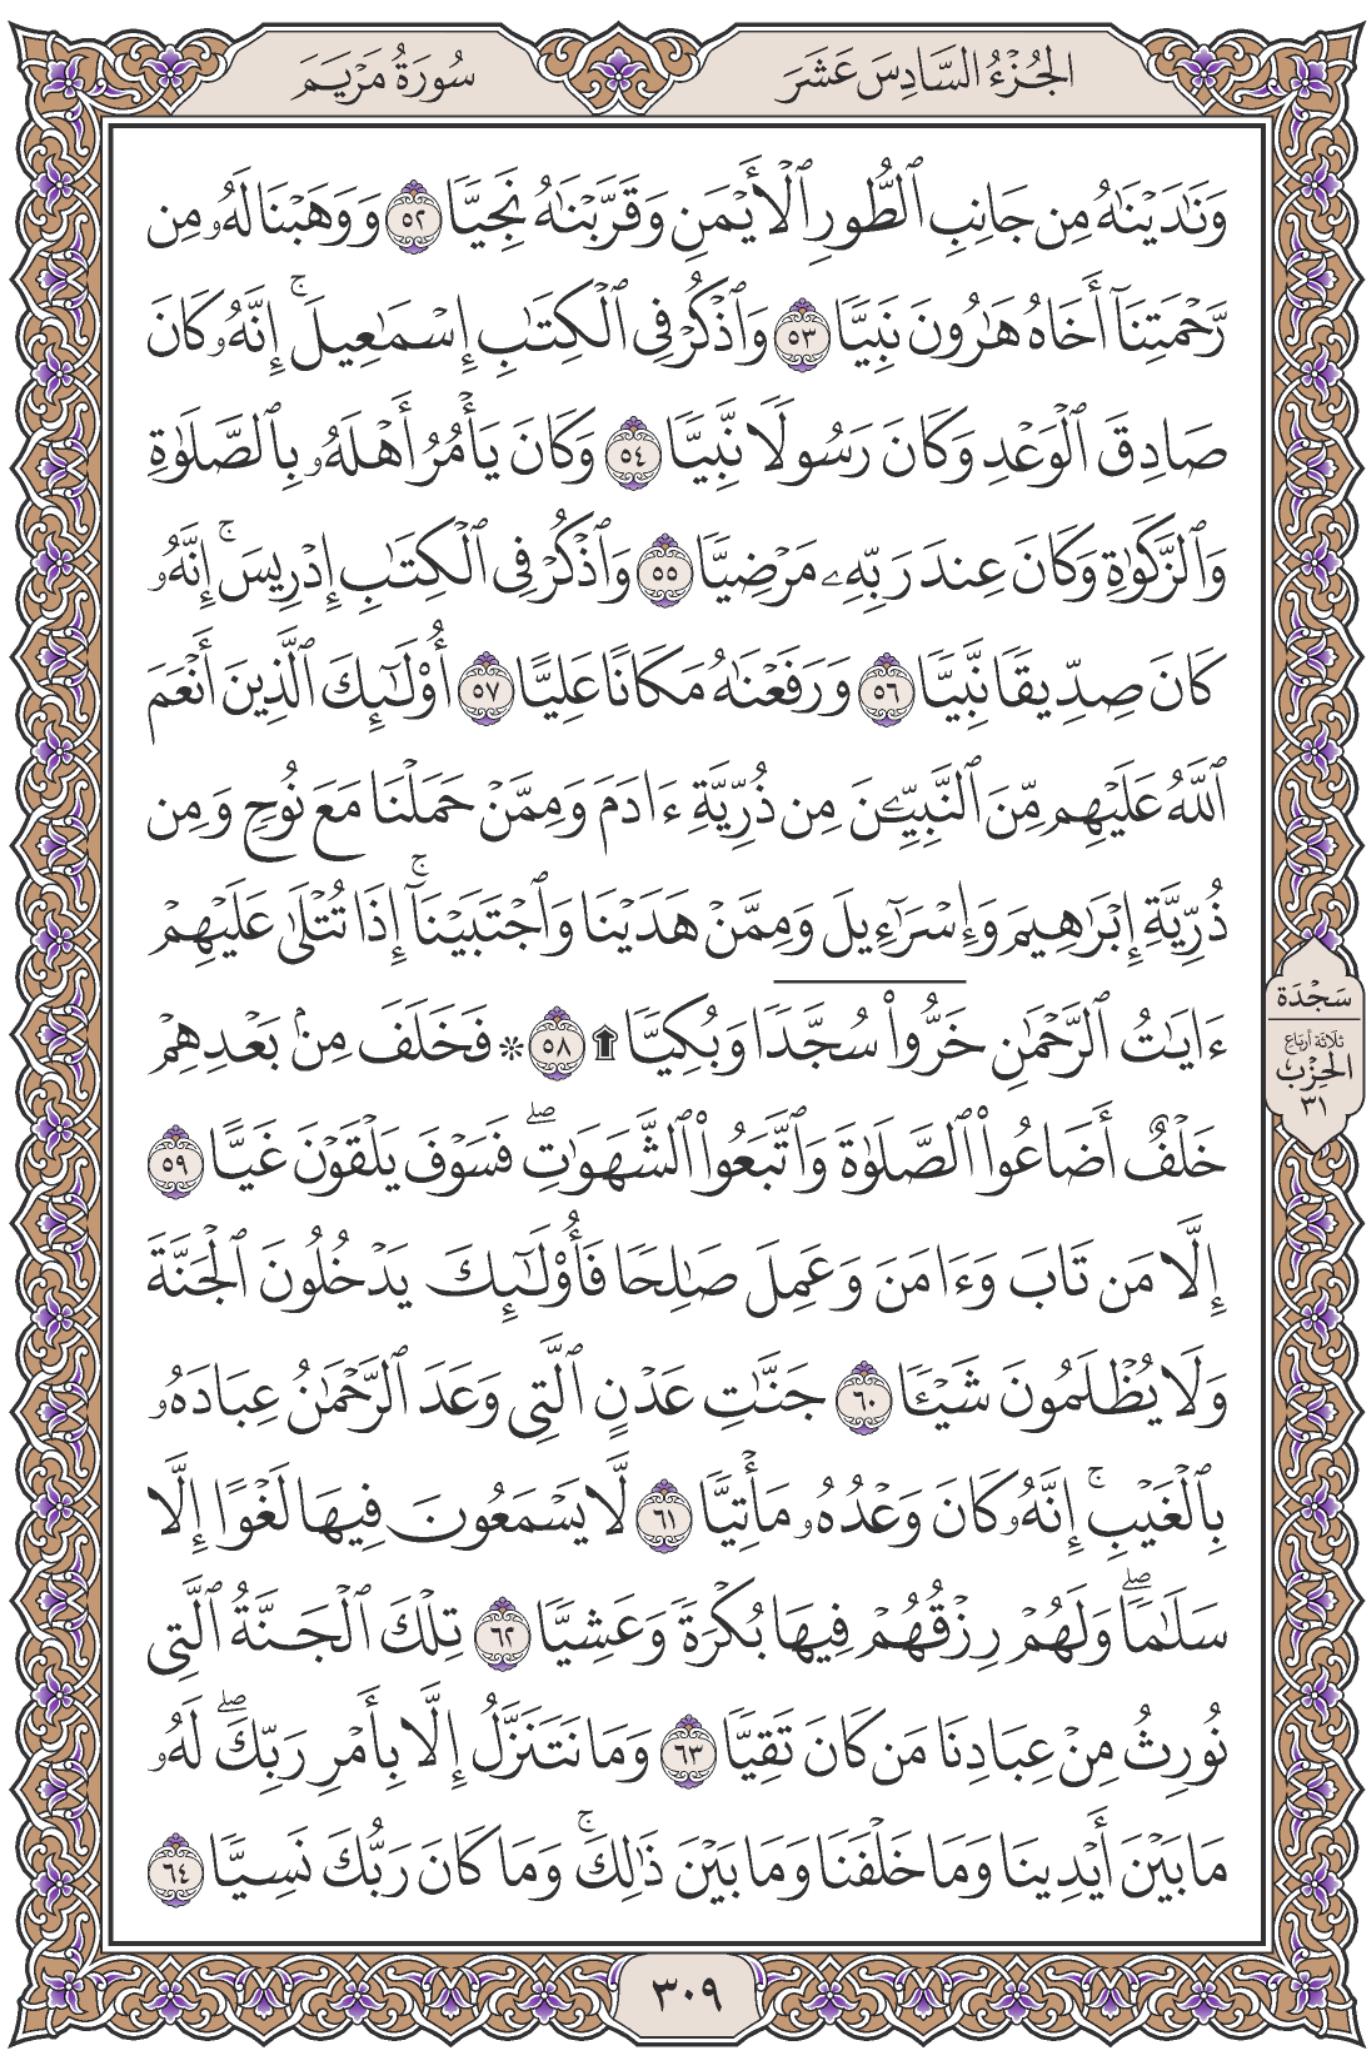 الجُزْءُ السَّادِسَ عَشَرَ
سُورَةُ مَرْيَمَ
وَنَٰدَيْنَٰهُ مِن جَانِبِ ٱلطُّورِ ٱلْأَيْمَنِ وَقَرَّبْنَٰهُ نَجِيًّا ٥٢ وَوَهَبْنَا لَهُۥ مِن
رَّحْمَتِنَآ أَخَاهُ هَٰرُونَ نَبِيًّا ٥٣ وَٱذْكُرْ فِى ٱلْكِتَٰبِ إِسْمَٰعِيلَ ۚ إِنَّهُۥ كَانَ
صَادِقَ ٱلْوَعْدِ وَكَانَ رَسُولًا نَّبِيًّا ٥٤ وَكَانَ يَأْمُرُ أَهْلَهُۥ بِٱلصَّلَوٰةِ
وَٱلزَّكَوٰةِ وَكَانَ عِندَ رَبِّهِۦ مَرْضِيًّا ٥٥ وَٱذْكُرْ فِى ٱلْكِتَٰبِ إِدْرِيسَ ۚ إِنَّهُۥ
كَانَ صِدِّيقًا نَّبِيًّا ٥٦ وَرَفَعْنَٰهُ مَكَانًا عَلِيًّا ٥٧ أُو۟لَٰٓئِكَ ٱلَّذِينَ أَنْعَمَ
ٱللَّهُ عَلَيْهِم مِّنَ ٱلنَّبِيِّـۧنَ مِن ذُرِّيَّةِ ءَادَمَ وَمِمَّنْ حَمَلْنَا مَعَ نُوحٍ وَمِن
ذُرِّيَّةِ إِبْرَٰهِيمَ وَإِسْرَٰٓءِيلَ وَمِمَّنْ هَدَيْنَا وَٱجْتَبَيْنَآ ۚ إِذَا تُتْلَىٰ عَلَيْهِمْ
ءَايَٰتُ ٱلرَّحْمَٰنِ خَرُّوا۟ سُجَّدًا وَبُكِيًّا ۩ ٥٨ ۞ فَخَلَفَ مِنۢ بَعْدِهِمْ
خَلْفٌ أَضَاعُوا۟ ٱلصَّلَوٰةَ وَٱتَّبَعُوا۟ ٱلشَّهَوَٰتِ ۖ فَسَوْفَ يَلْقَوْنَ غَيًّا ٥٩
إِلَّا مَن تَابَ وَءَامَنَ وَعَمِلَ صَٰلِحًا فَأُو۟لَٰٓئِكَ يَدْخُلُونَ ٱلْجَنَّةَ
وَلَا يُظْلَمُونَ شَيْـًٔا ٦٠ جَنَّٰتِ عَدْنٍ ٱلَّتِى وَعَدَ ٱلرَّحْمَٰنُ عِبَادَهُۥ
بِٱلْغَيْبِ ۚ إِنَّهُۥ كَانَ وَعْدُهُۥ مَأْتِيًّا ٦١ لَّا يَسْمَعُونَ فِيهَا لَغْوًا إِلَّا
سَلَٰمًا ۖ وَلَهُمْ رِزْقُهُمْ فِيهَا بُكْرَةً وَعَشِيًّا ٦٢ تِلْكَ ٱلْجَنَّةُ ٱلَّتِى
نُورِثُ مِنْ عِبَادِنَا مَن كَانَ تَقِيًّا ٦٣ وَمَا نَتَنَزَّلُ إِلَّا بِأَمْرِ رَبِّكَ ۖ لَهُۥ
مَا بَيْنَ أَيْدِينَا وَمَا خَلْفَنَا وَمَا بَيْنَ ذَٰلِكَ ۚ وَمَا كَانَ رَبُّكَ نَسِيًّا ٦٤
سَجْدَة
ثَلَاثَة أَرْبَاع
الحِزْب
٣١
٣٠٩